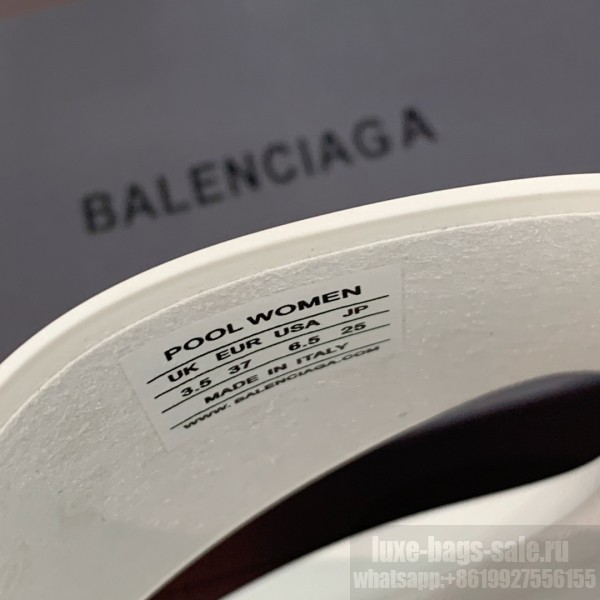 BALENCIAGA
POOL WOMEN
UK EUR USA JP
3.5 37 6.5 25
MADE IN ITALY
www.BALENCIAGA.COM
luxe-bags-sale.ru
whatsapp:+8619927556155